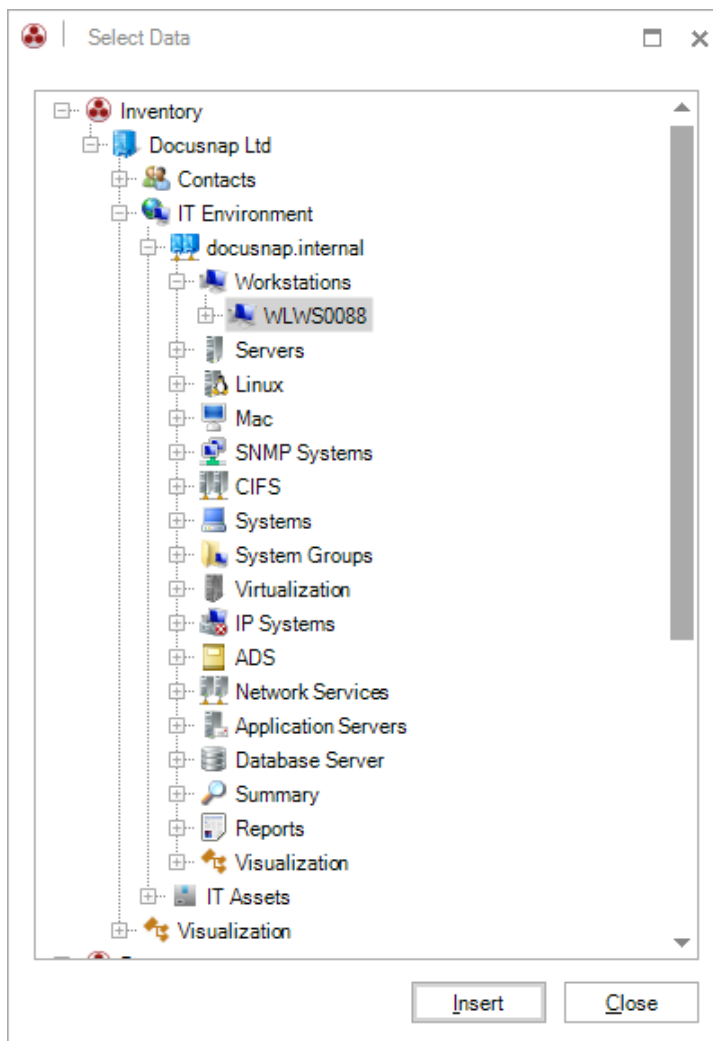 Select Data
Inventory
Docusnap Ltd
Contacts
IT Environment
docusnap.internal
Workstations
WLWS0088
Servers
Linux
Mac
SNMP Systems
CIFS
Systems
System Groups
Virtualization
IP Systems
ADS
Network Services
Application Servers
Database Server
Summary
Reports
Visualization
IT Assets
Visualization
Insert
Close